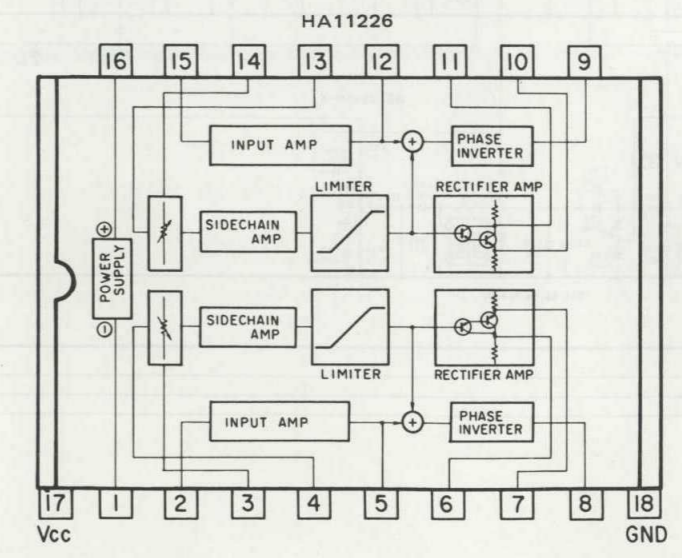 HA11226
16 15 14 13 12 11 10 9
INPUT AMP
+
PHASE
INVERTER
LIMITER
RECTIFIER AMP
SIDECHAIN
AMP
⊕
POWER
SUPPLY
⊖
SIDECHAIN
AMP
LIMITER
RECTIFIER AMP
INPUT AMP
+
PHASE
INVERTER
17 1 2 3 4 5 6 7 8 18
Vcc
GND